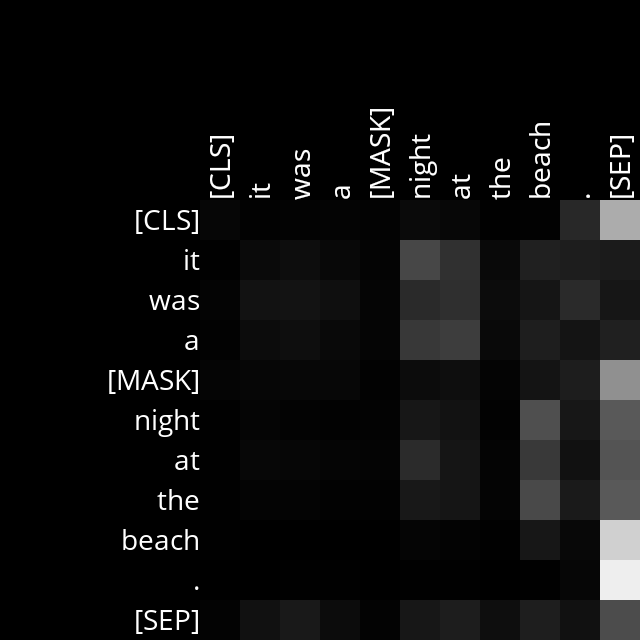 [CLS] it was a [MASK] night at the beach . [SEP]
[CLS]
it
was
a
[MASK]
night
at
the
beach
.
[SEP]